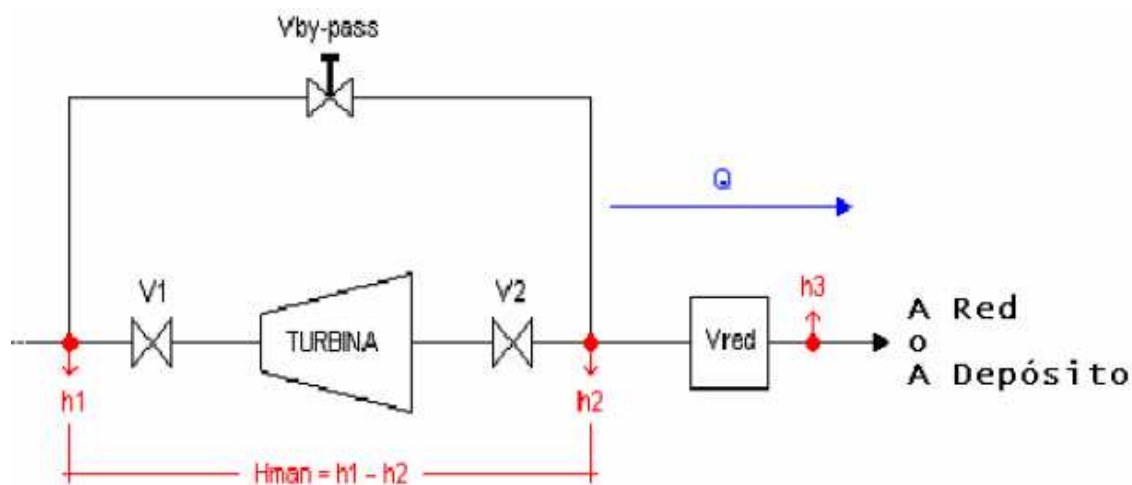 Vby-pass
Q
V1
TURBINA
V2
Vred
h3
A Red
o
A Depósito
h1
h2
Hman = h1 - h2